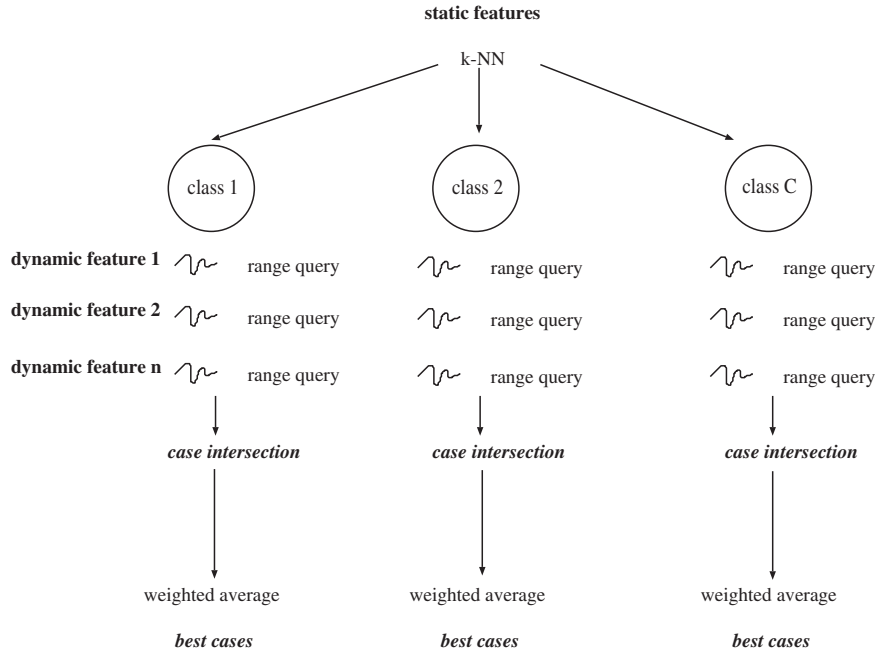 static features
k-NN
class 1 class 2 class C
dynamic feature 1 range query range query range query
dynamic feature 2 range query range query range query
dynamic feature n range query range query range query
case intersection case intersection case intersection
weighted average weighted average weighted average
best cases best cases best cases